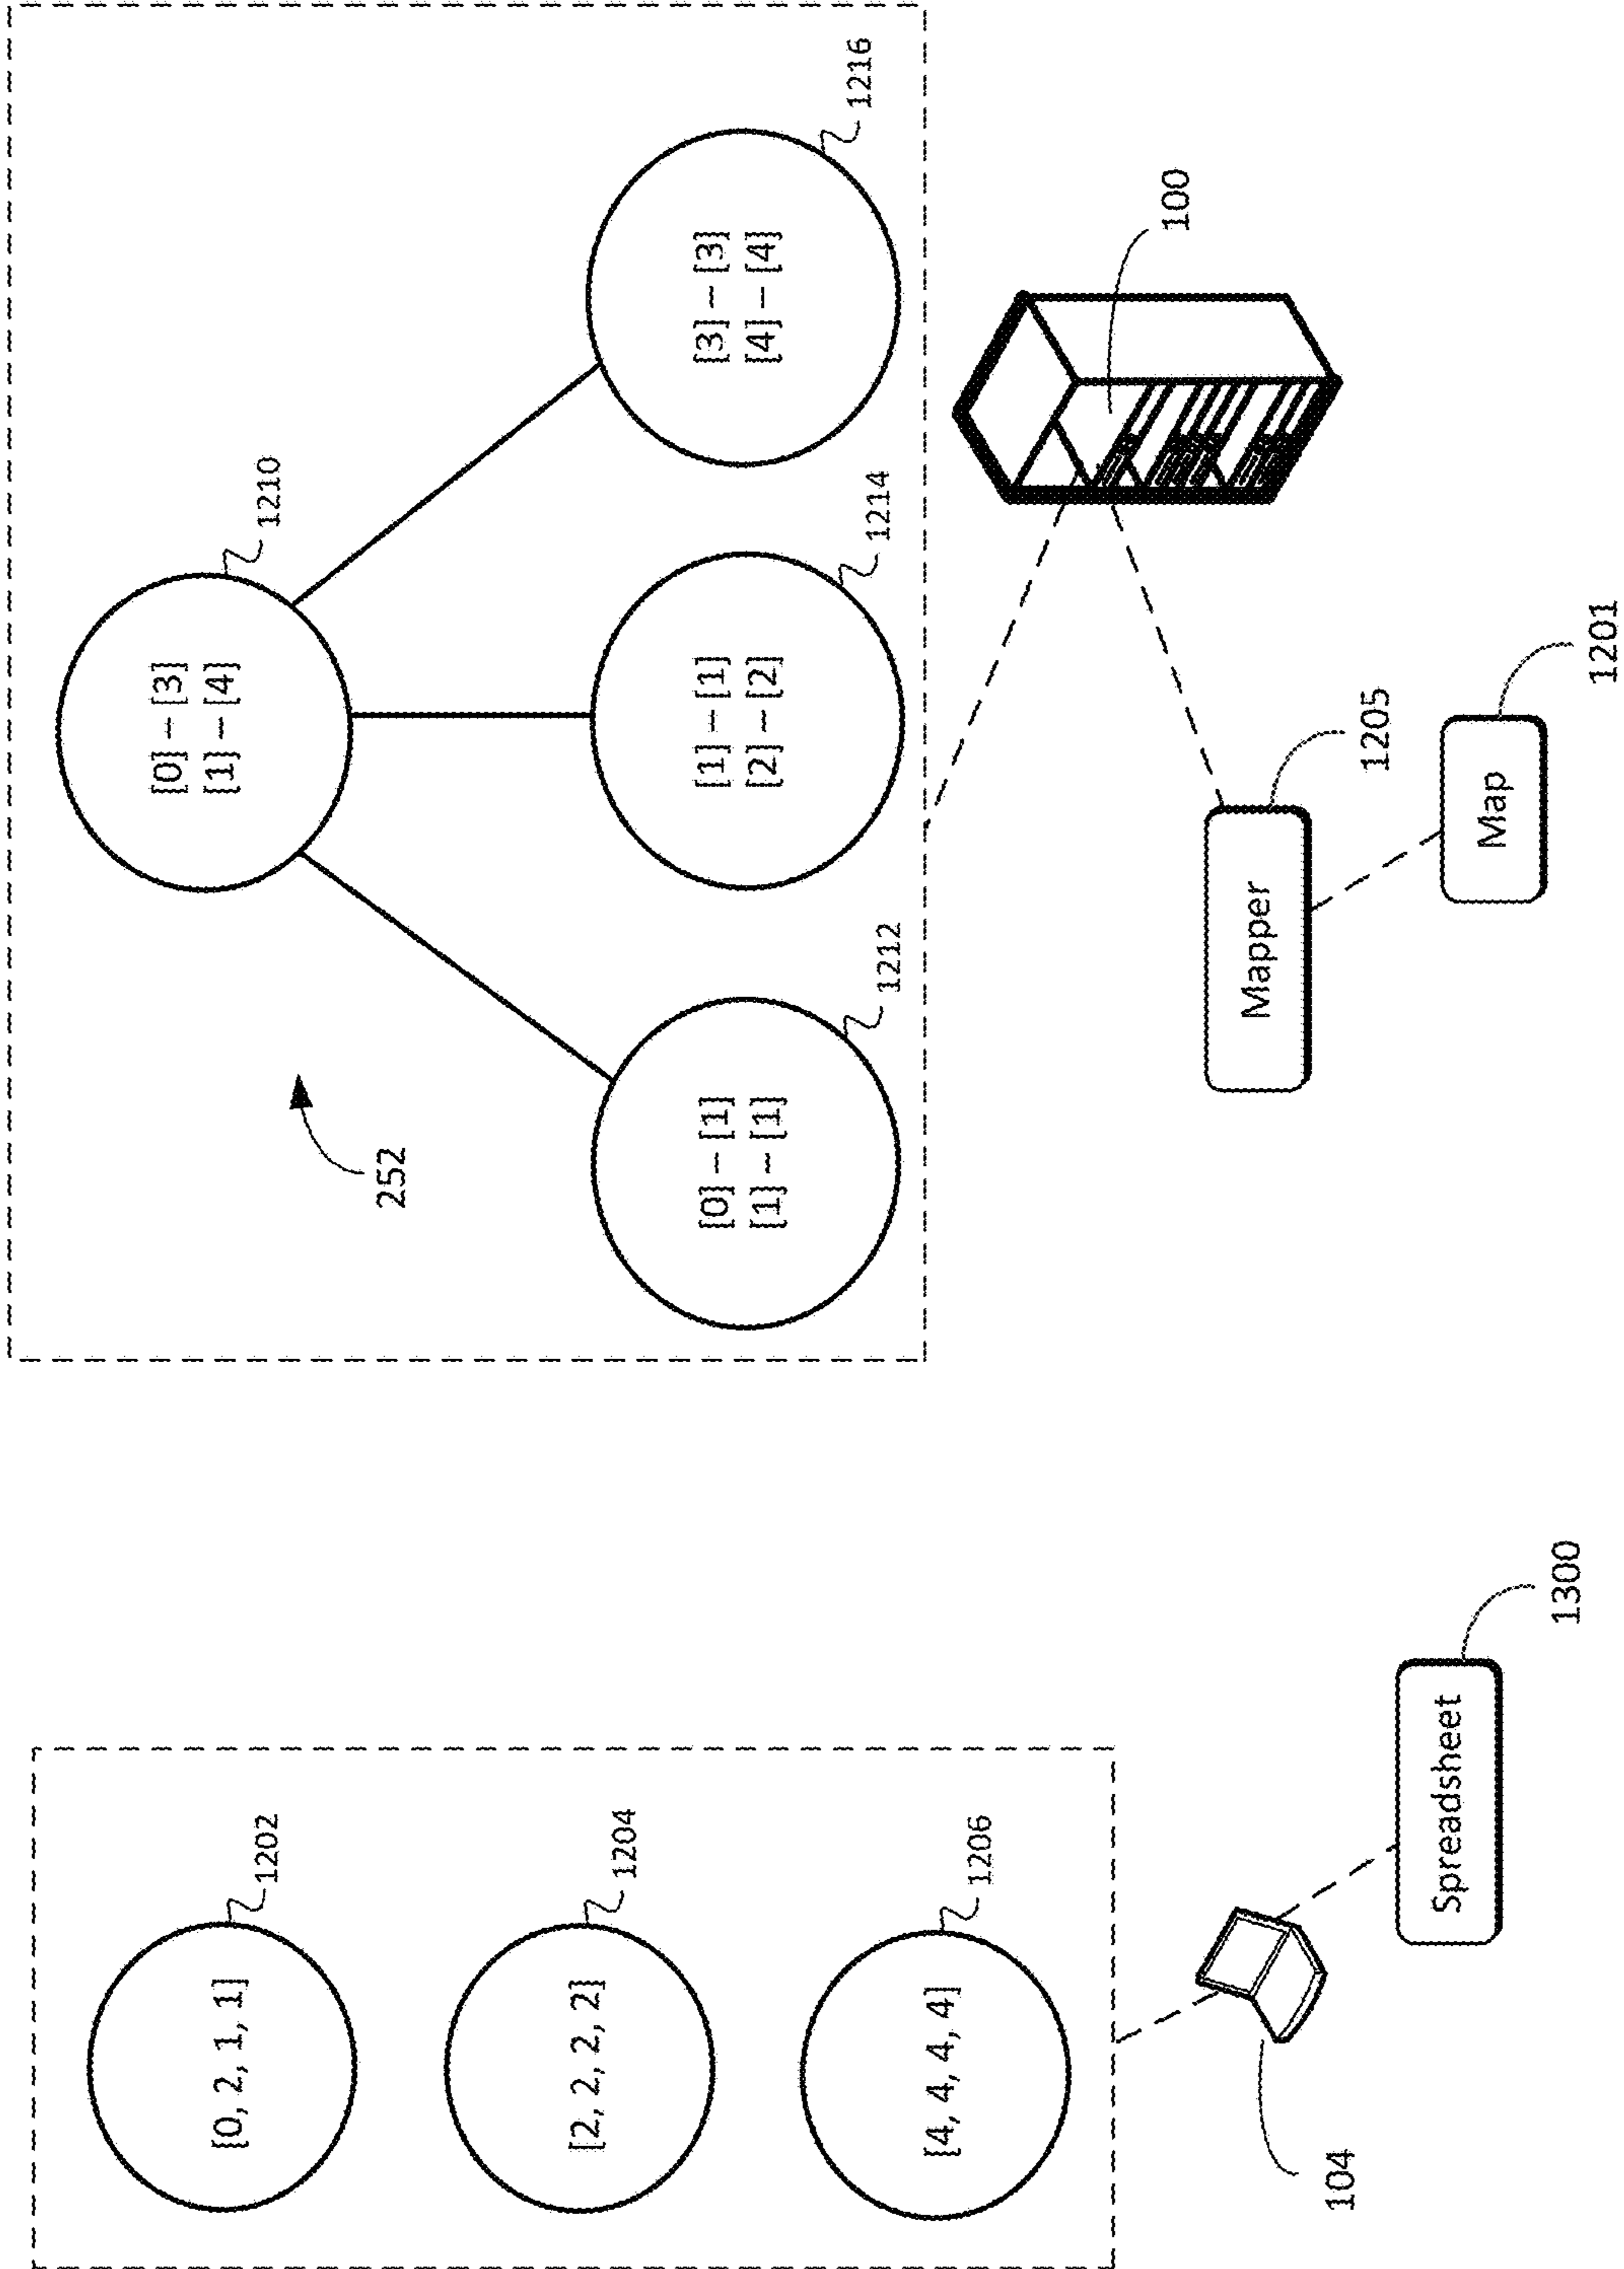 [0, 2, 1, 1]
1202
[2, 2, 2, 2]
1204
[4, 4, 4, 4]
1206
104
Spreadsheet
1300
252
[0] – [3]
[1] – [4]
1210
[0] – [1]
[1] – [1]
1212
[1] – [1]
[2] – [2]
1214
[3] – [3]
[4] – [4]
1216
100
Mapper
1205
Map
1201